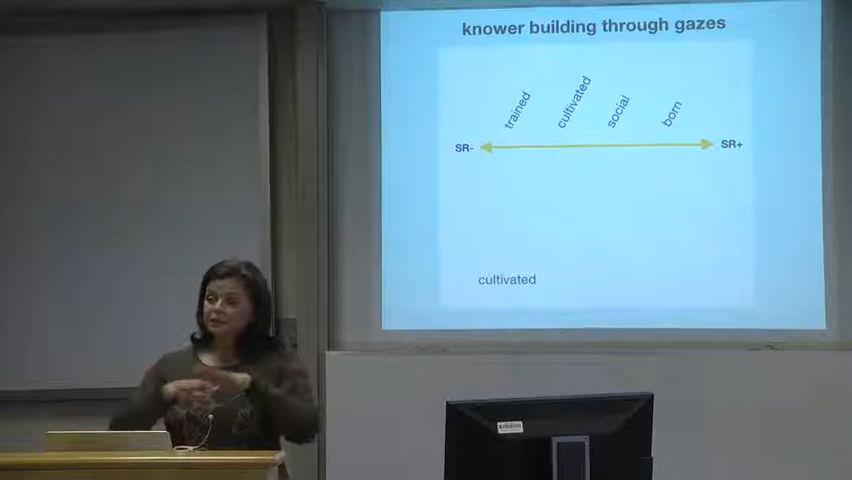 knower building through gazes
trained
cultivated
social
born
SR-
SR+
cultivated